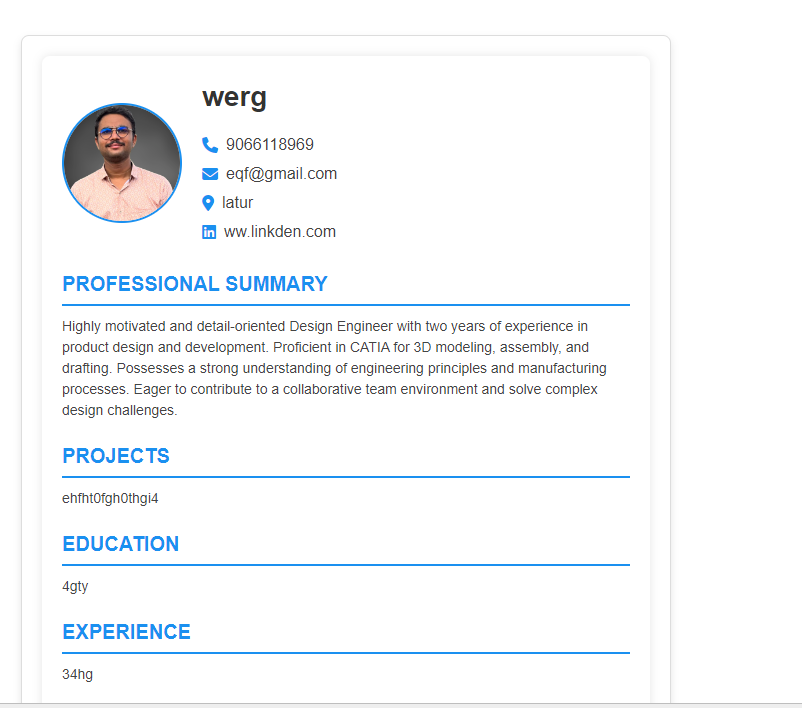 werg
9066118969
eqf@gmail.com
latur
ww.linkden.com
PROFESSIONAL SUMMARY
Highly motivated and detail-oriented Design Engineer with two years of experience in
product design and development. Proficient in CATIA for 3D modeling, assembly, and
drafting. Possesses a strong understanding of engineering principles and manufacturing
processes. Eager to contribute to a collaborative team environment and solve complex
design challenges.
PROJECTS
ehfht0fgh0thgi4
EDUCATION
4gty
EXPERIENCE
34hg